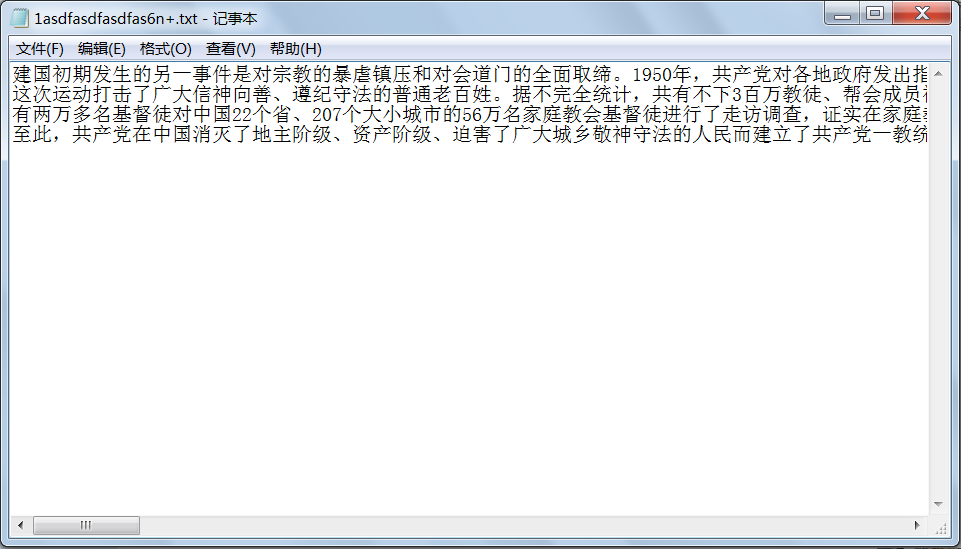 1asdfasdfasdfas6n+.txt - 记事本
文件(F) 编辑(E) 格式(O) 查看(V) 帮助(H)
建国初期发生的另一事件是对宗教的暴虐镇压和对会道门的全面取缔。1950年，共产党对各地政府发出指
这次运动打击了广大信神向善、遵纪守法的普通老百姓。据不完全统计，共有不下3百万教徒、帮会成员
有两万多名基督徒对中国22个省、207个大小城市的56万名家庭教会基督徒进行了走访调查，证实在家庭
至此，共产党在中国消灭了地主阶级、资产阶级、迫害了广大城乡敬神守法的人民而建立了共产党一教统